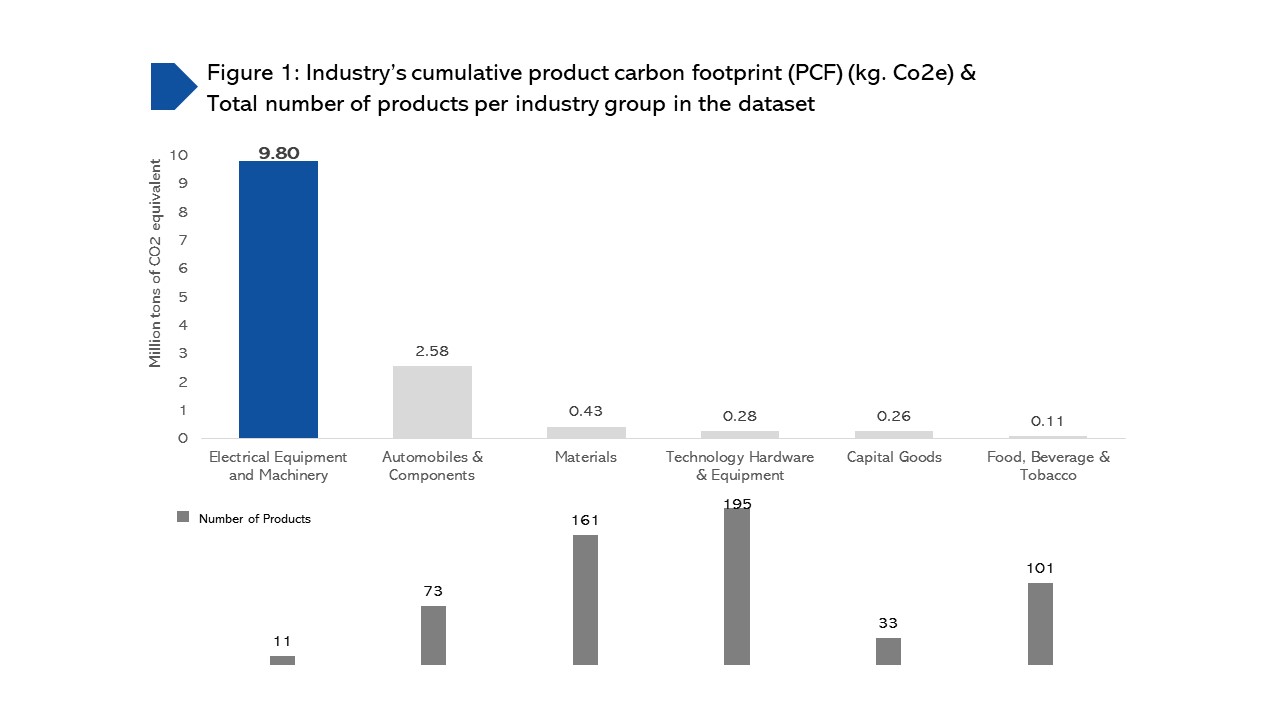 Figure 1: Industry’s cumulative product carbon footprint (PCF) (kg. Co2e) &
Total number of products per industry group in the dataset
Million tons of CO2 equivalent
10
9
8
7
6
5
4
3
2
1
0
9.80
2.58
0.43
0.28
0.26
0.11
Electrical Equipment
and Machinery
Automobiles &
Components
Materials
Technology Hardware
& Equipment
Capital Goods
Food, Beverage &
Tobacco
Number of Products
11
73
161
195
33
101